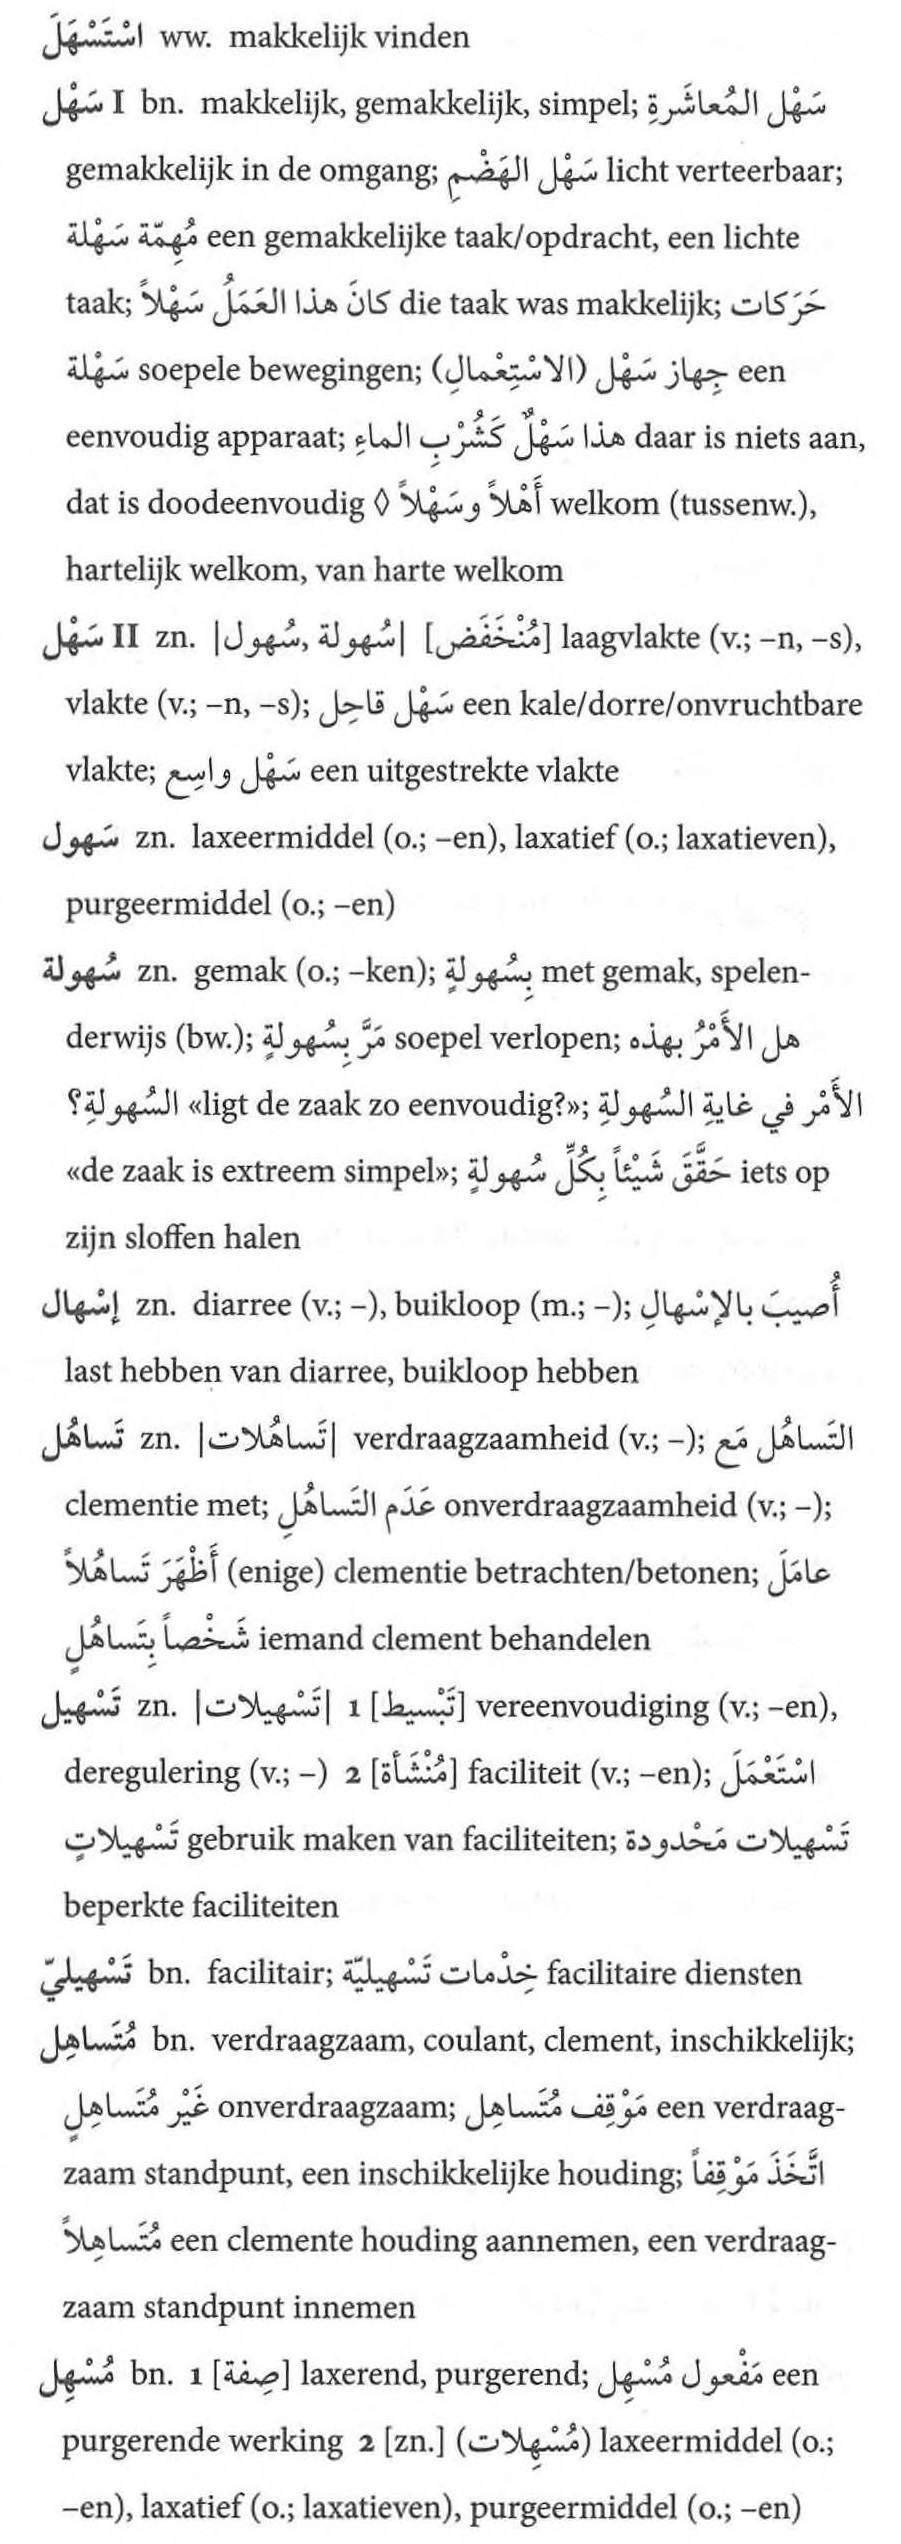 اسْتَسْهَلَ ww. makkelijk vinden
سَهْل I bn. makkelijk, gemakkelijk, simpel; سَهْل المُعاشَرةِ
gemakkelijk in de omgang; سَهْل الهَضْمِ licht verteerbaar;
مُهِمّة سَهْلة een gemakkelijke taak/opdracht, een lichte
taak; كانَ هذا العَمَلُ سَهْلاً die taak was makkelijk; حَرَكات
سَهْلة soepele bewegingen; جِهاز سَهْل (الاسْتِعْمالِ) een
eenvoudig apparaat; هذا سَهْلٌ كَشُرْبِ الماءِ daar is niets aan,
dat is doodeenvoudig ◊ أَهْلاً وسَهْلاً welkom (tussenw.),
hartelijk welkom, van harte welkom
سَهْل II zn. |سُهول, سُهولة| [مُنْخَفَض] laagvlakte (v.; –n, –s),
vlakte (v.; –n, –s); سَهْل قاحِل een kale/dorre/onvruchtbare
vlakte; سَهْل واسِع een uitgestrekte vlakte
سَهول zn. laxeermiddel (o.; –en), laxatief (o.; laxatieven),
purgeermiddel (o.; –en)
سُهولة zn. gemak (o.; –ken); بِسُهولةٍ met gemak, spelen-
derwijs (bw.); مَرَّ بِسُهولةٍ soepel verlopen; هل الأَمْرُ بهذه
السُهولةِ؟ «ligt de zaak zo eenvoudig?»; الأَمْر في غايةِ السُهولةِ
«de zaak is extreem simpel»; حَقَّقَ شَيْئاً بِكُلِّ سُهولةٍ iets op
zijn sloffen halen
إسْهال zn. diarree (v.; –), buikloop (m.; –); أُصيبَ بالإسْهالِ
last hebben van diarree, buikloop hebben
تَساهُل zn. |تَساهُلات| verdraagzaamheid (v.; –); التَساهُل مَع
clementie met; عَدَم التَساهُلِ onverdraagzaamheid (v.; –);
أَظْهَرَ تَساهُلاً (enige) clementie betrachten/betonen; عامَلَ
شَخْصاً بِتَساهُلٍ iemand clement behandelen
تَسْهيل zn. |تَسْهيلات| 1 [تَبْسيط] vereenvoudiging (v.; –en),
deregulering (v.; –) 2 [مُنْشَأة] faciliteit (v.; –en); اسْتَعْمَلَ
تَسْهيلاتٍ gebruik maken van faciliteiten; تَسْهيلات مَحْدودة
beperkte faciliteiten
تَسْهيليّ bn. facilitair; خِدْمات تَسْهيليّة facilitaire diensten
مُتَساهِل bn. verdraagzaam, coulant, clement, inschikkelijk;
غَيْر مُتَساهِلٍ onverdraagzaam; مَوْقِف مُتَساهِل een verdraag-
zaam standpunt, een inschikkelijke houding; اتَّخَذَ مَوْقِفاً
مُتَساهِلاً een clemente houding aannemen, een verdraag-
zaam standpunt innemen
مُسْهِل bn. 1 [صِفة] laxerend, purgerend; مَفْعول مُسْهِل een
purgerende werking 2 [zn.] (مُسْهِلات) laxeermiddel (o.;
–en), laxatief (o.; laxatieven), purgeermiddel (o.; –en)